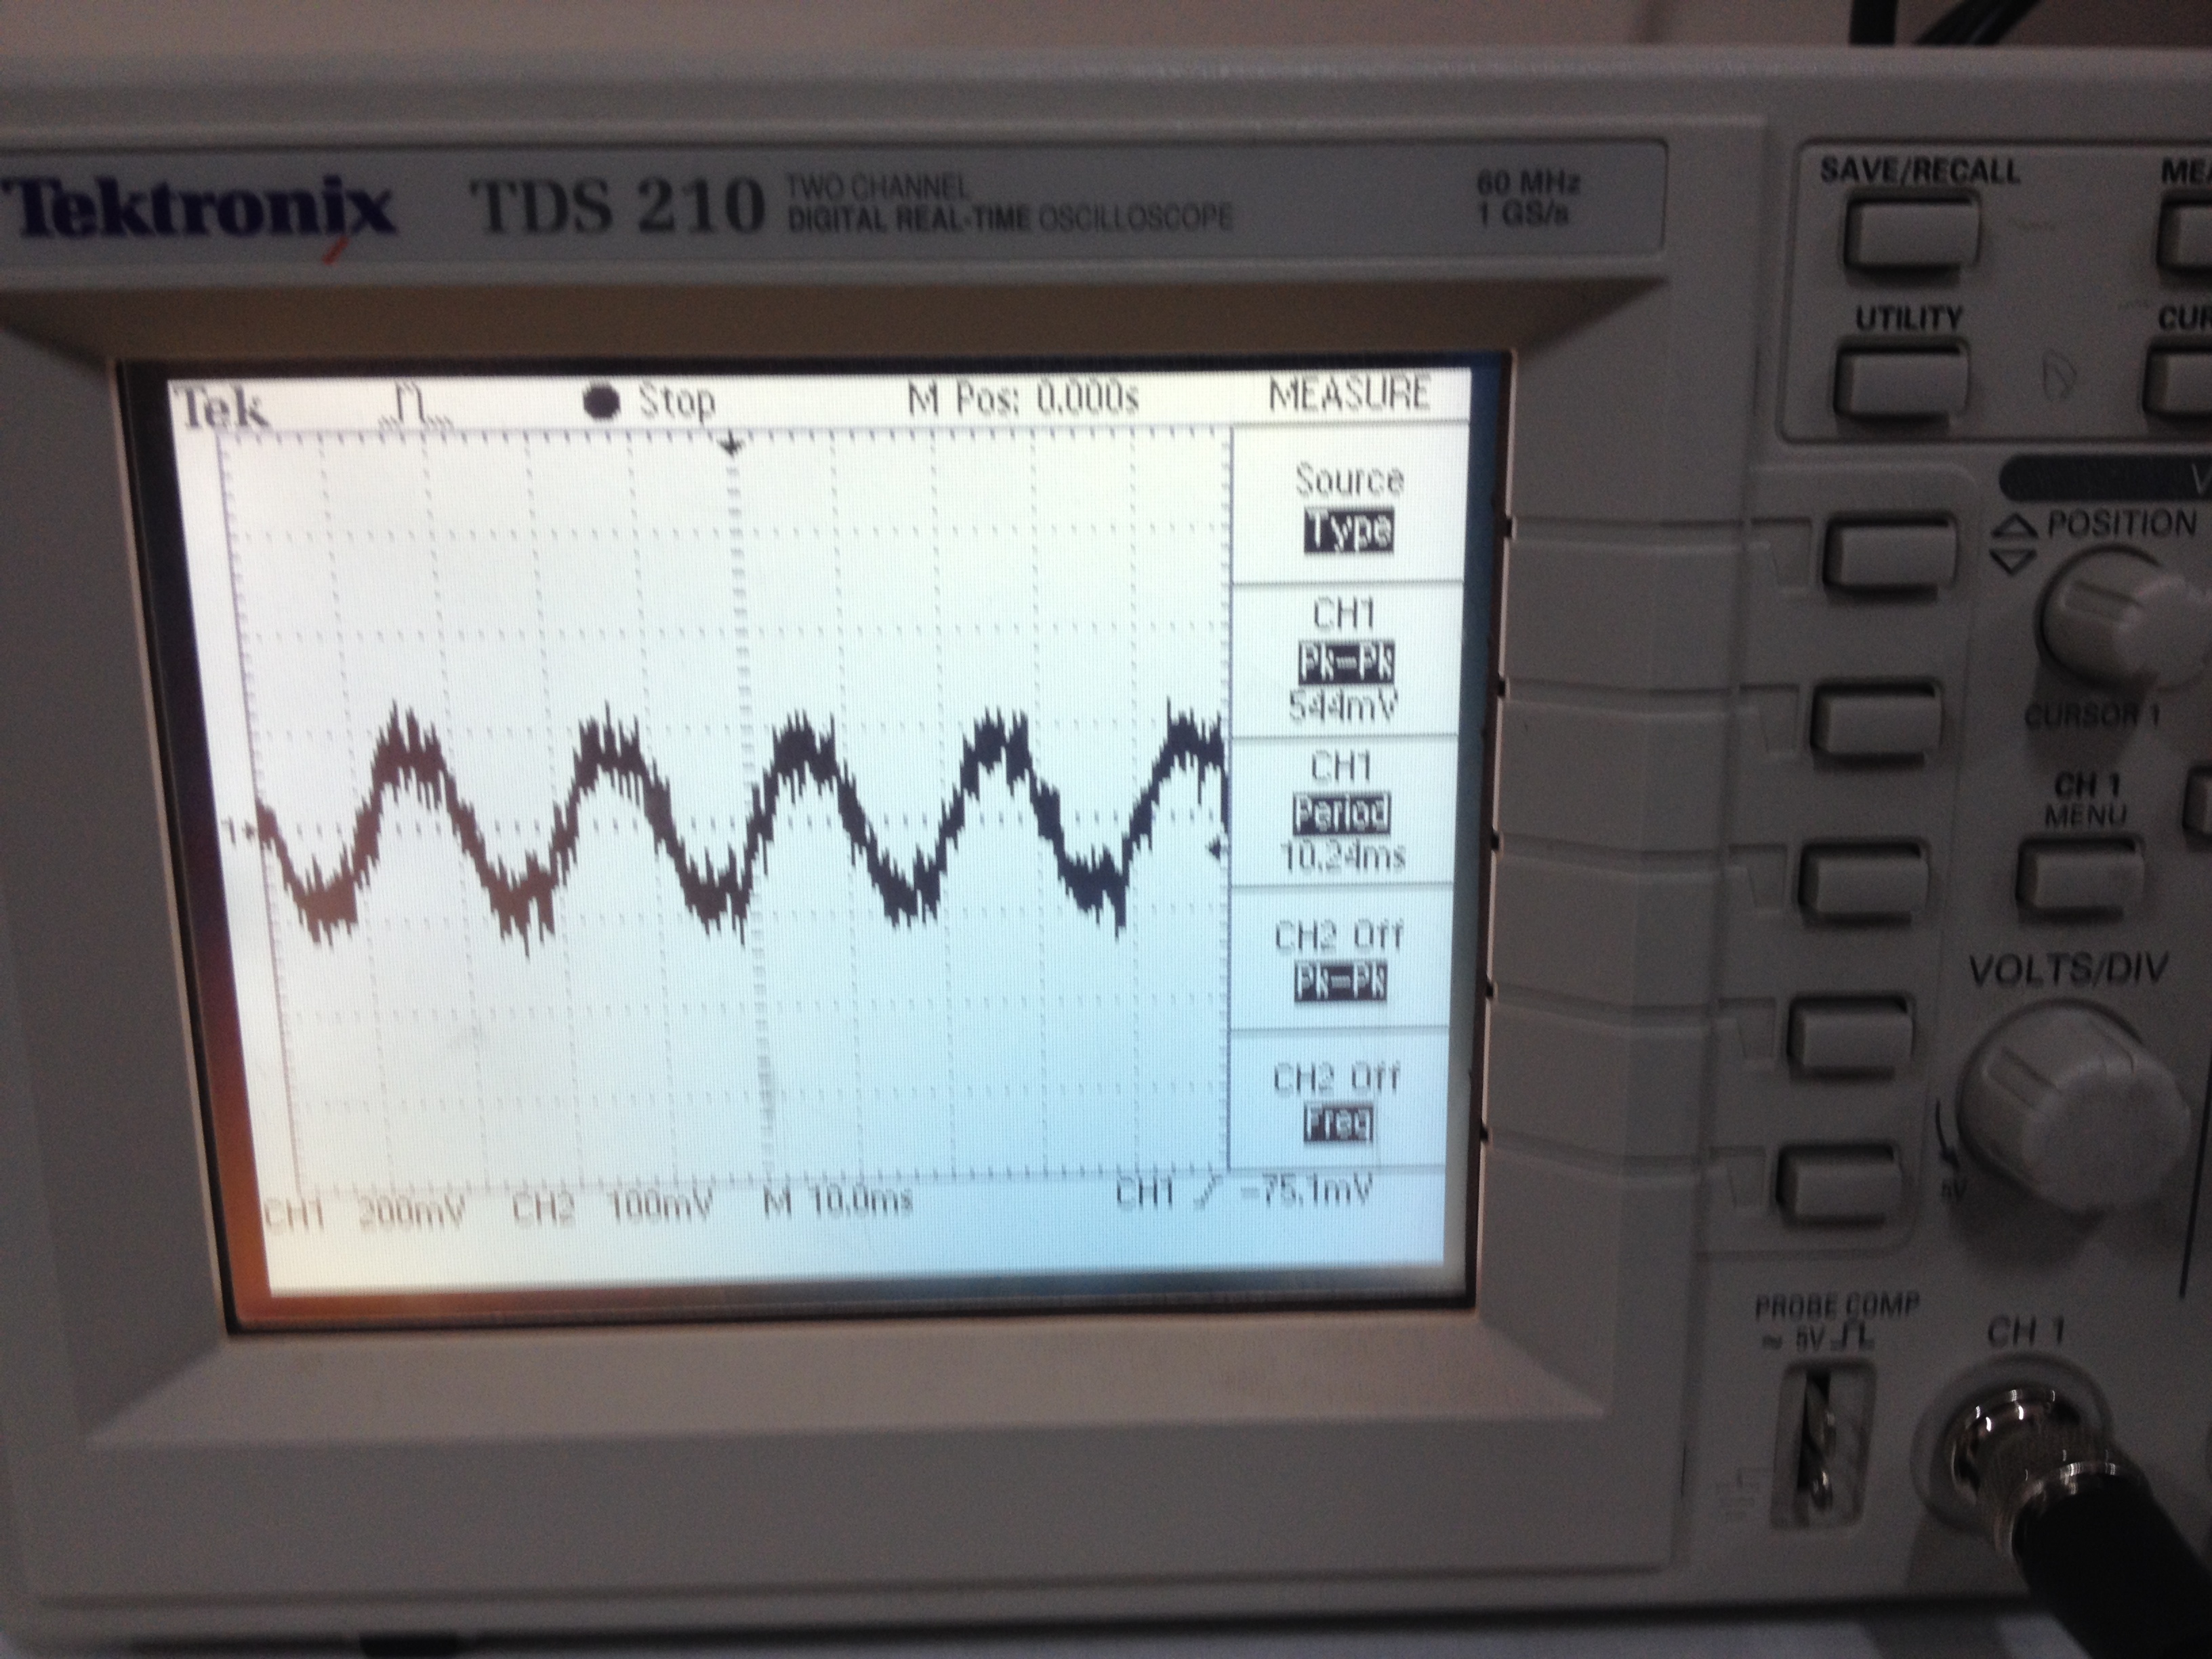 Tektronix TDS 210 TWO CHANNEL
DIGITAL REAL-TIME OSCILLOSCOPE
60 MHz
1 GS/s
Tek Stop M Pos: 0.000s MEASURE
Source
Type
CH1
Pk-Pk
544mV
CH1
Period
10.24ms
CH2 Off
Pk-Pk
CH2 Off
Freq
1
CH1 200mV CH2 100mV M 10.0ms CH1 -75.1mV
SAVE/RECALL
UTILITY
POSITION
CURSOR 1
CH 1
MENU
VOLTS/DIV
5V
PROBE COMP
≈ 5V
CH 1